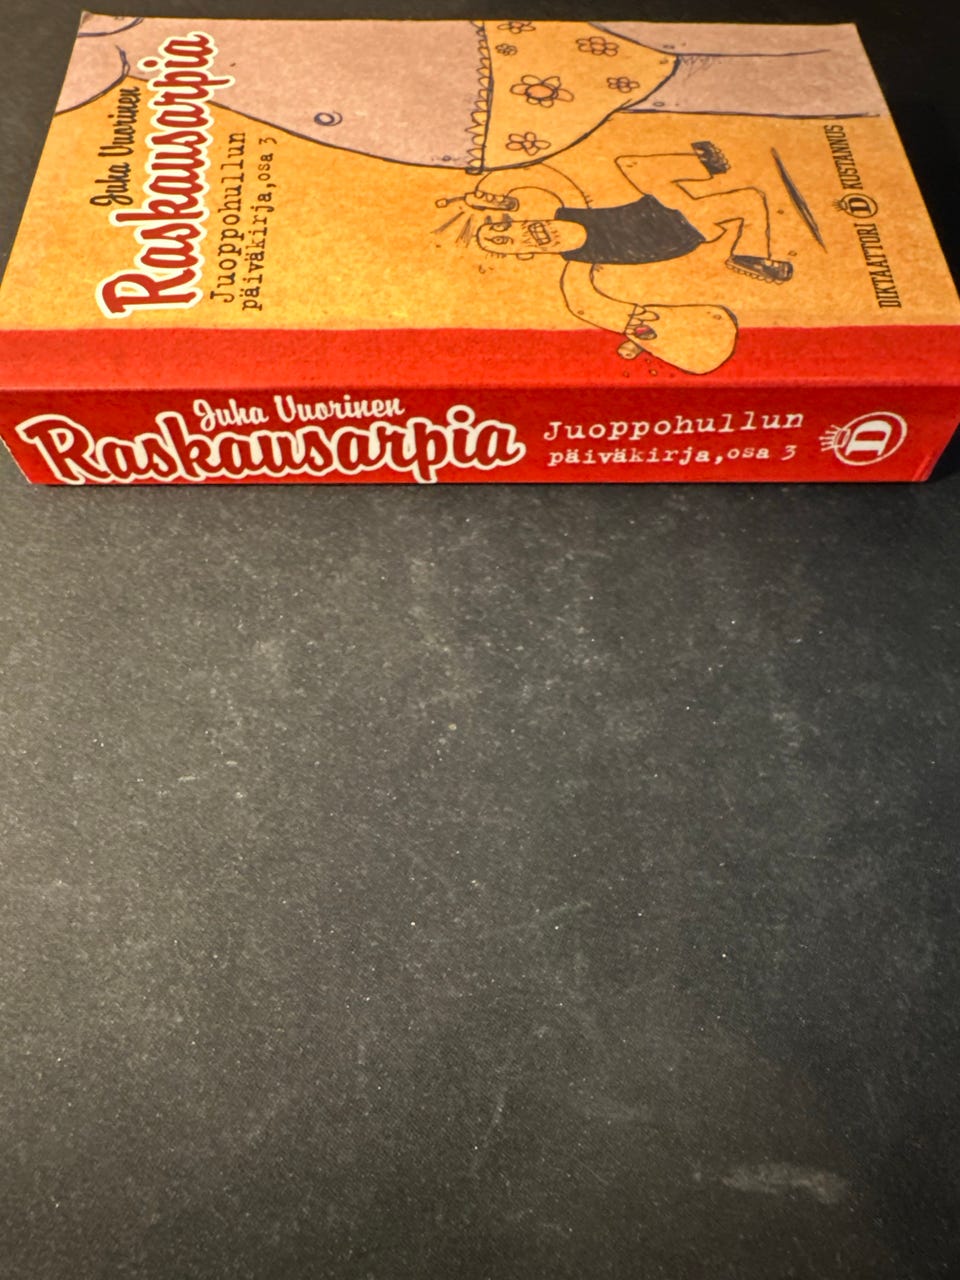 Juha Vuorinen
Raskausarpia
Juoppohullun
päiväkirja,osa 3
DIKTAATTORI D KUSTANNUS
Juha Vuorinen
Raskausarpia
Juoppohullun
päiväkirja,osa 3
D